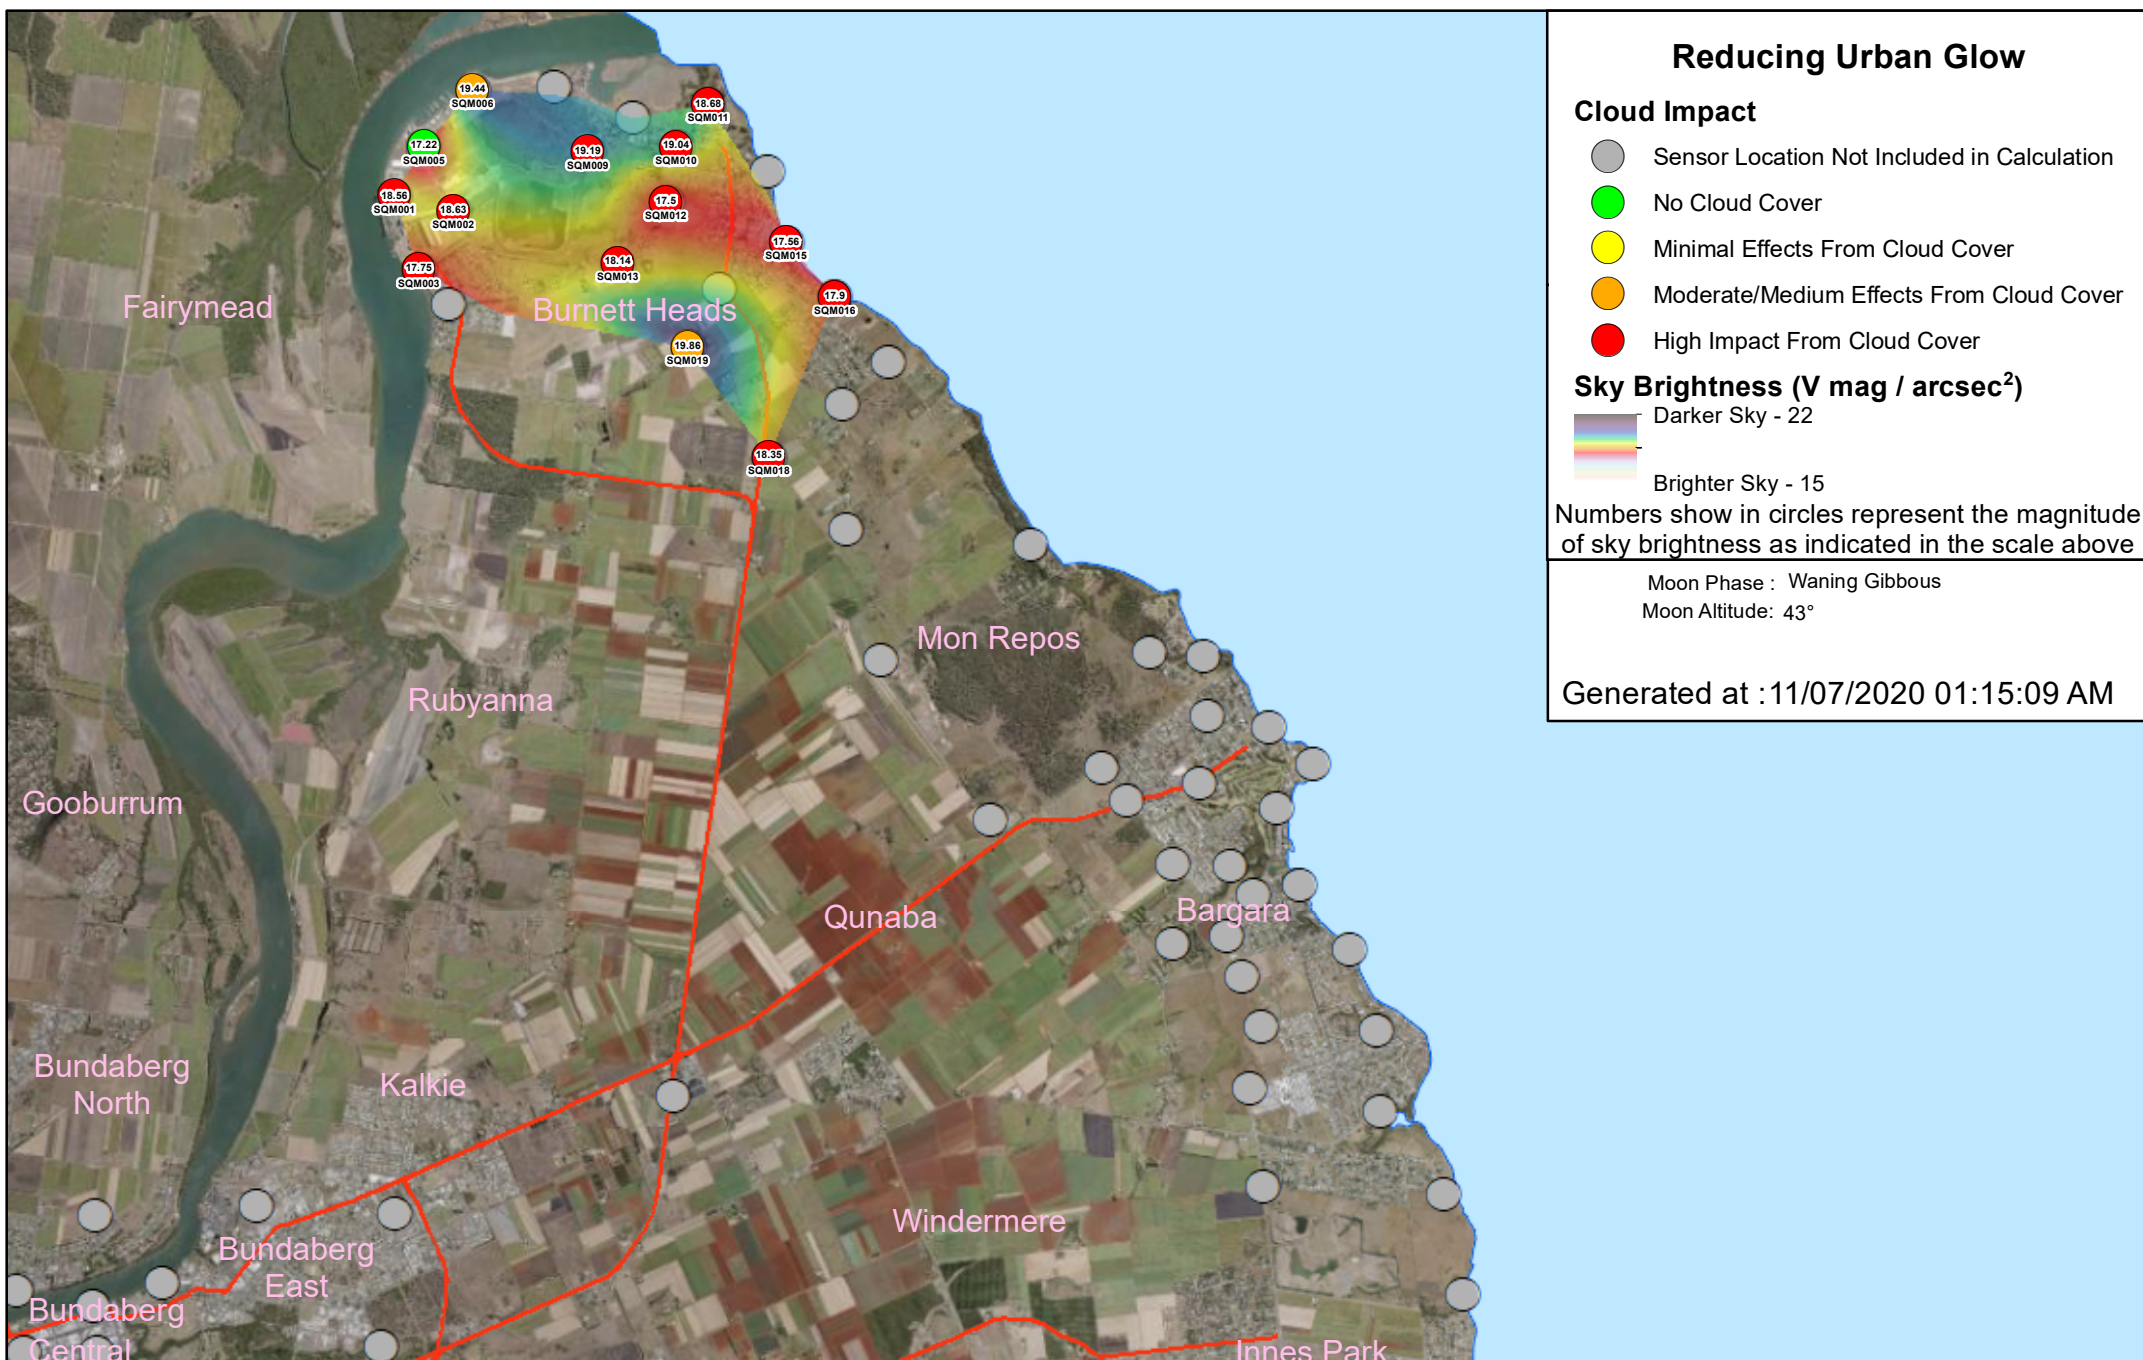 Reducing Urban Glow
Cloud Impact
Sensor Location Not Included in Calculation
No Cloud Cover
Minimal Effects From Cloud Cover
Moderate/Medium Effects From Cloud Cover
High Impact From Cloud Cover
Sky Brightness (V mag / arcsec²)
Darker Sky - 22
Brighter Sky - 15
Numbers show in circles represent the magnitude
of sky brightness as indicated in the scale above
Moon Phase : Waning Gibbous
Moon Altitude: 43°
Generated at :11/07/2020 01:15:09 AM
19.44
SQM006
18.68
SQM011
17.22
SQM005
19.19
SQM009
19.04
SQM010
18.56
SQM001
18.63
SQM002
17.5
SQM012
17.56
SQM015
17.75
SQM003
18.14
SQM013
17.9
SQM016
19.86
SQM019
18.35
SQM018
Fairymead
Burnett Heads
Mon Repos
Rubyanna
Gooburrum
Qunaba
Bargara
Bundaberg
North
Kalkie
Windermere
Bundaberg
East
Bundaberg
Central
Innes Park